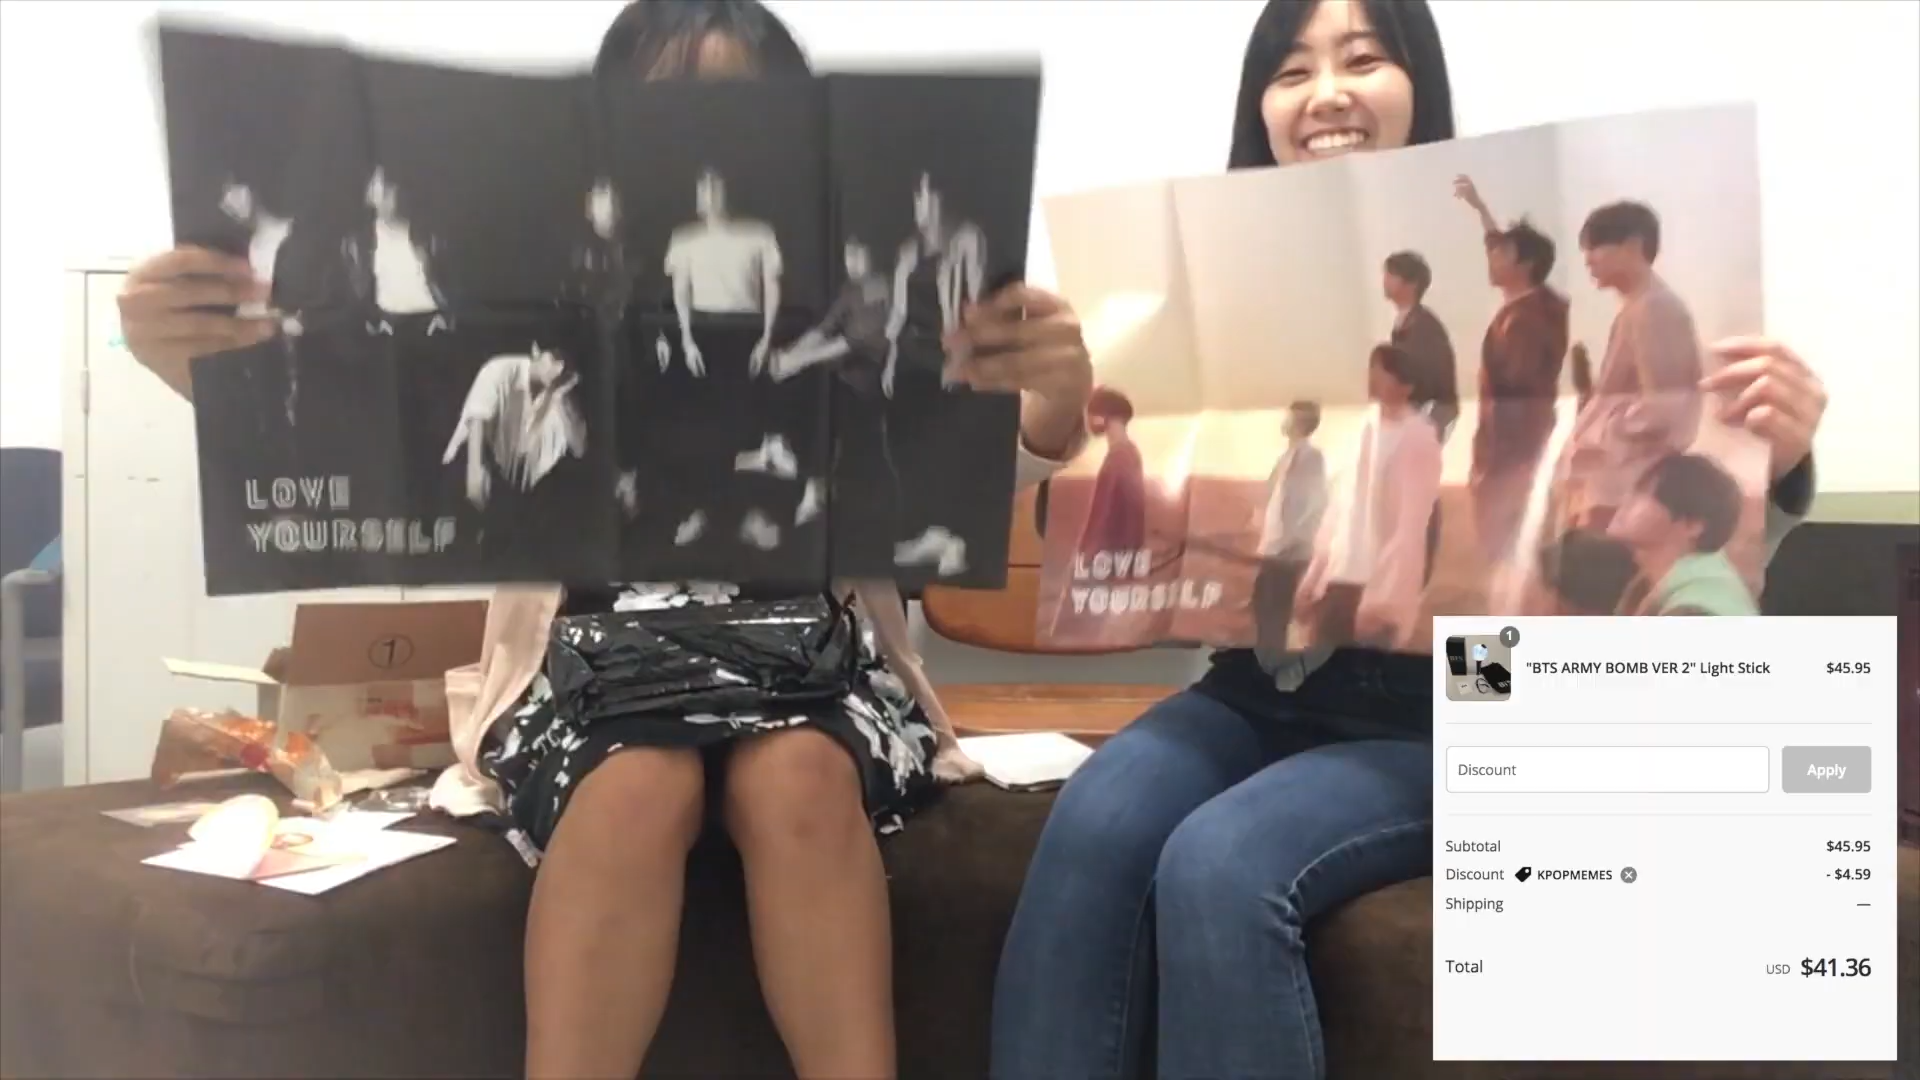 LOVE
YOURSELF
LOVE
YOURSELF
1
1
"BTS ARMY BOMB VER 2" Light Stick $45.95
Discount Apply
Subtotal $45.95
Discount KPOPMEMES - $4.59
Shipping —
Total USD $41.36